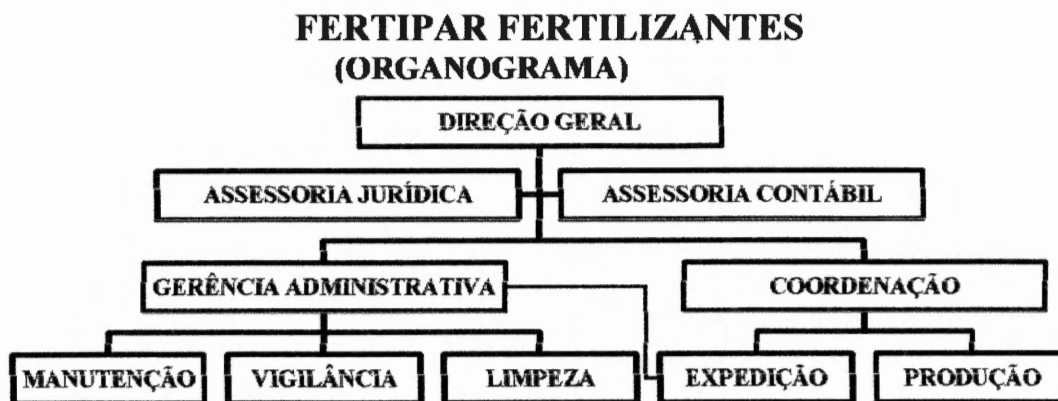 FERTIPAR FERTILIZANTES
(ORGANOGRAMA)
DIREÇÃO GERAL
ASSESSORIA JURÍDICA
ASSESSORIA CONTÁBIL
GERÊNCIA ADMINISTRATIVA
COORDENAÇÃO
MANUTENÇÃO
VIGILÂNCIA
LIMPEZA
EXPEDIÇÃO
PRODUÇÃO